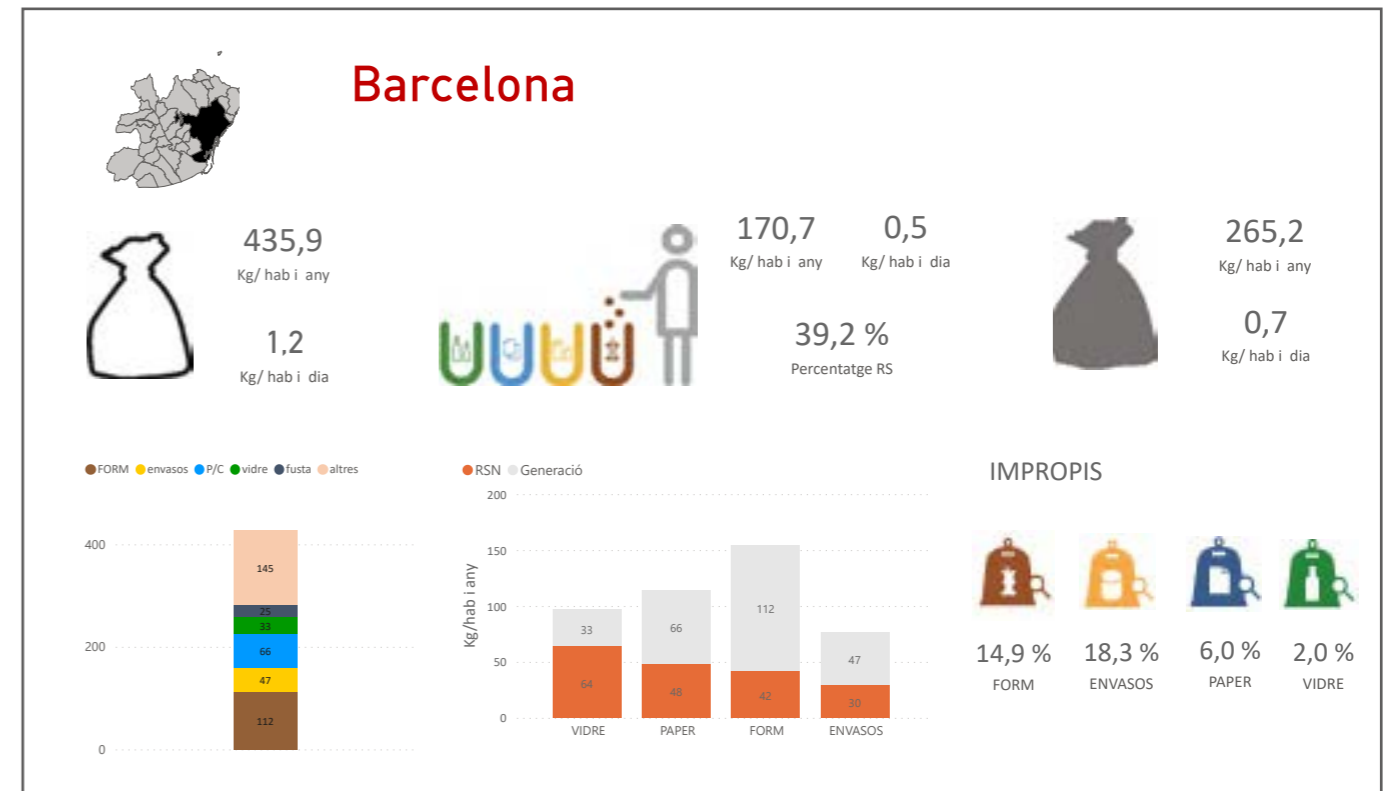 Barcelona
435,9
Kg/ hab i any
1,2
Kg/ hab i dia
170,7
Kg/ hab i any
0,5
Kg/ hab i dia
39,2 %
Percentatge RS
265,2
Kg/ hab i any
0,7
Kg/ hab i dia
FORM envasos P/C vidre fusta altres
400
200
0
145
25
33
66
47
112
RSN Generació
Kg/hab i any
200
150
100
50
0
33
66
112
47
64
48
42
30
VIDRE PAPER FORM ENVASOS
IMPROPIS
14,9 % 18,3 % 6,0 % 2,0 %
FORM ENVASOS PAPER VIDRE